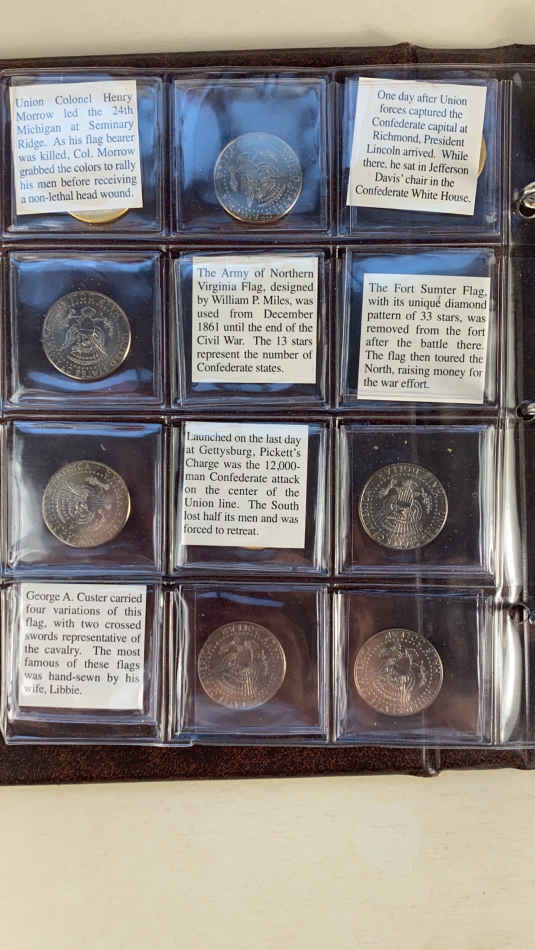 Union Colonel Henry
Morrow led the 24th
Michigan at Seminary
Ridge. As his flag bearer
was killed, Col. Morrow
grabbed the colors to rally
his men before receiving
a non-lethal head wound.
One day after Union
forces captured the
Confederate capital at
Richmond, President
Lincoln arrived. While
there, he sat in Jefferson
Davis' chair in the
Confederate White House.
The Army of Northern
Virginia Flag, designed
by William P. Miles, was
used from December
1861 until the end of the
Civil War. The 13 stars
represent the number of
Confederate states.
The Fort Sumter Flag,
with its unique diamond
pattern of 33 stars, was
removed from the fort
after the battle there.
The flag then toured the
North, raising money for
the war effort.
Launched on the last day
at Gettysburg, Pickett's
Charge was the 12,000-
man Confederate attack
on the center of the
Union line. The South
lost half its men and was
forced to retreat.
George A. Custer carried
four variations of this
flag, with two crossed
swords representative of
the cavalry. The most
famous of these flags
was hand-sewn by his
wife, Libbie.